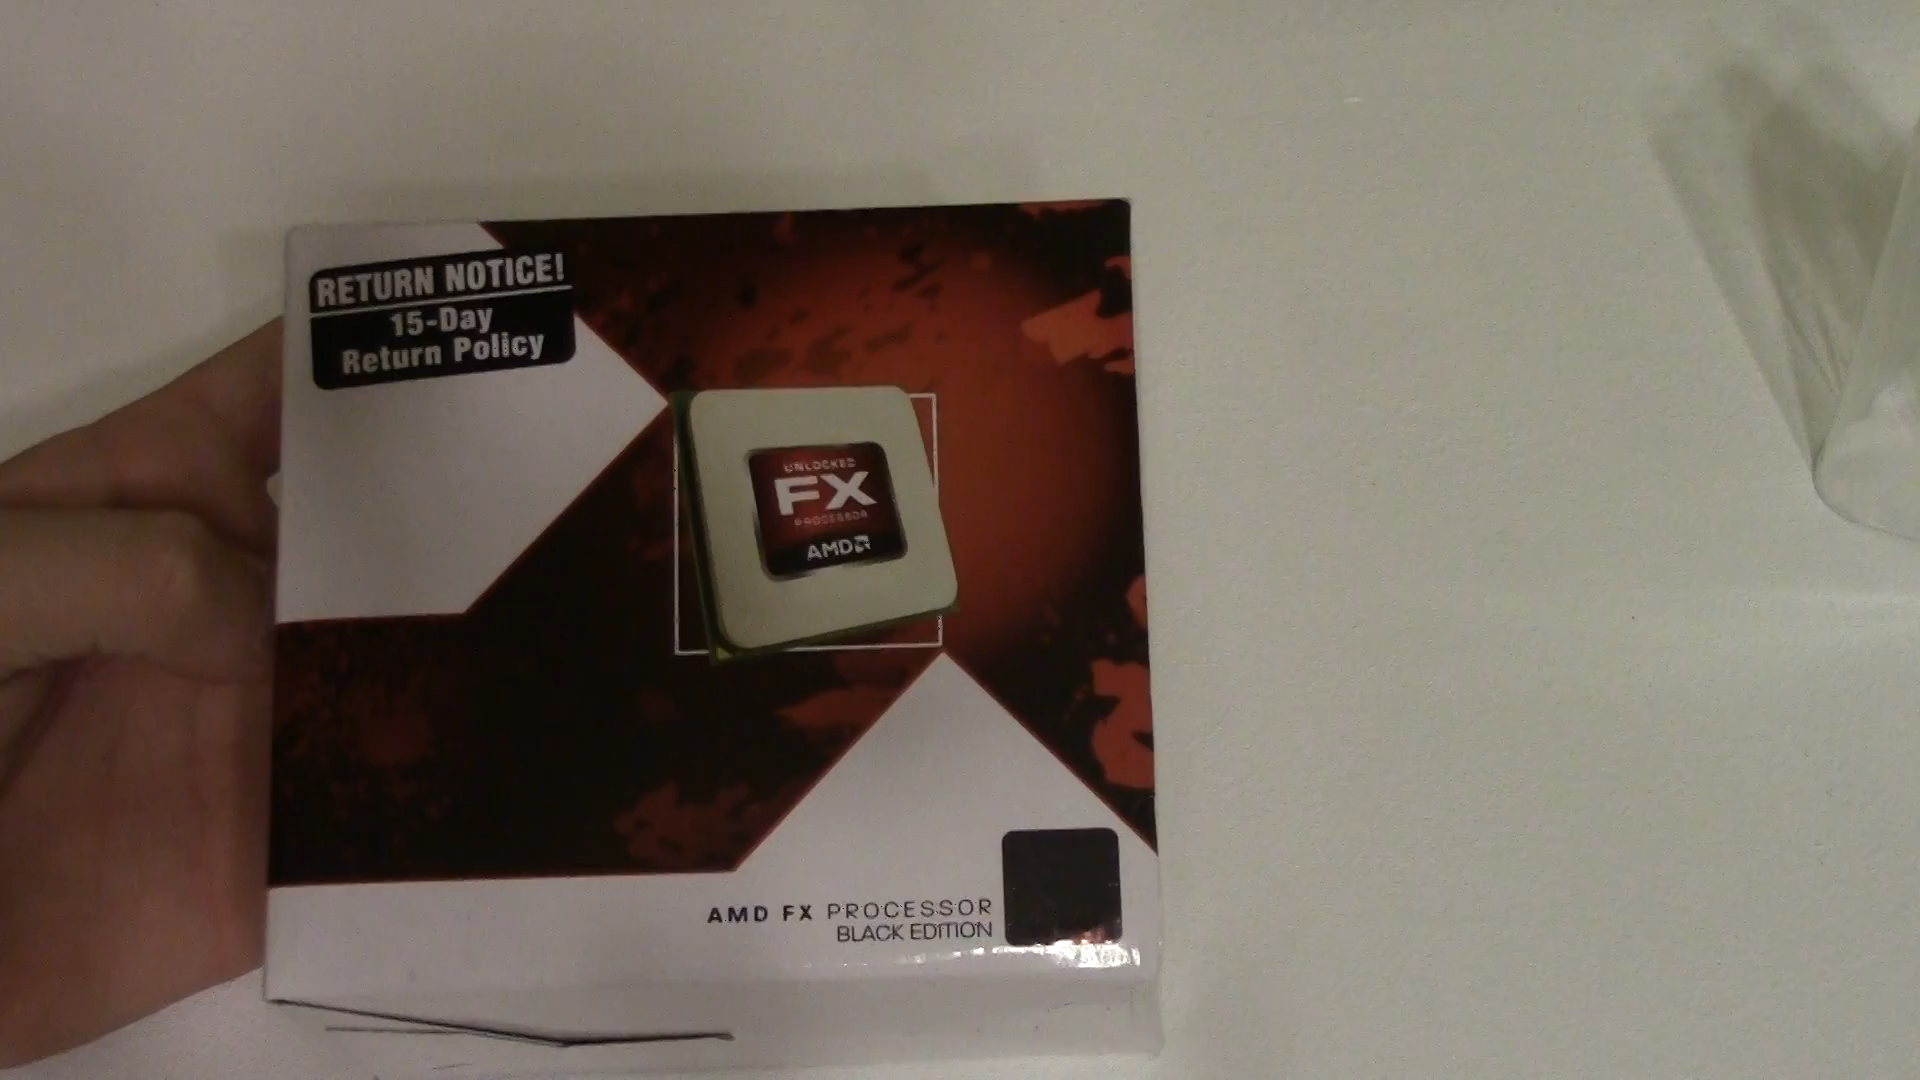 RETURN NOTICE!
15-Day
Return Policy
UNLOCKED
FX
PROCESSOR
AMD
AMD FX PROCESSOR
BLACK EDITION